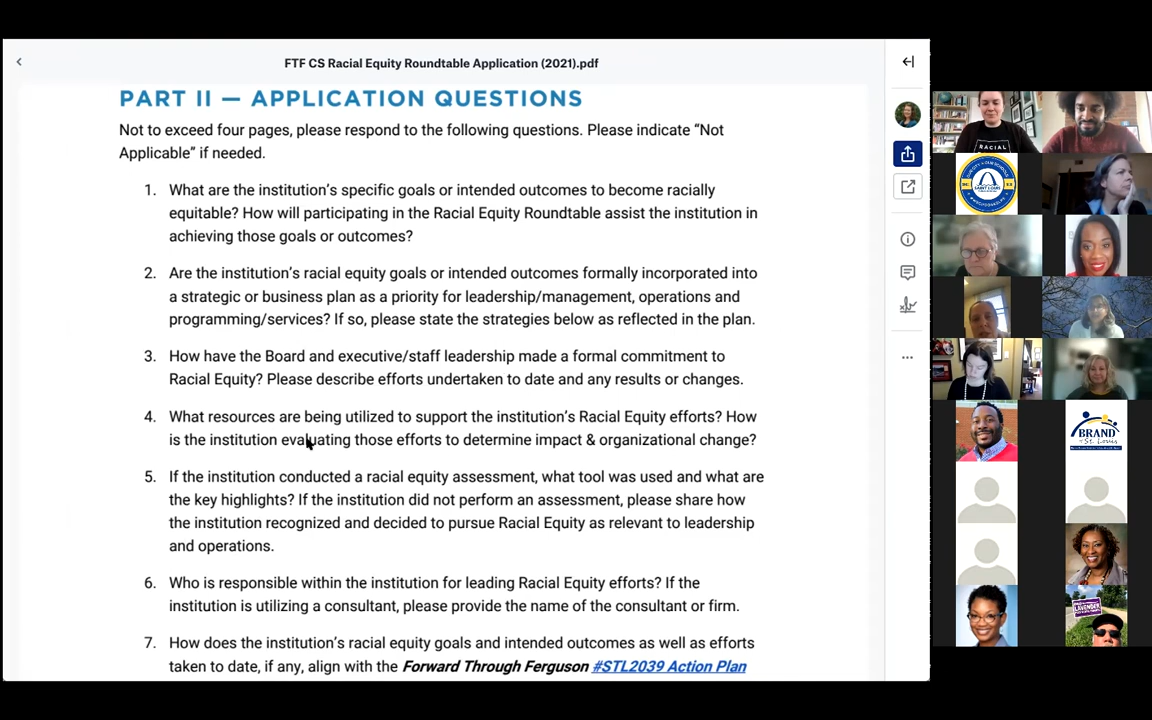 FTF CS Racial Equity Roundtable Application (2021).pdf
PART II — APPLICATION QUESTIONS
Not to exceed four pages, please respond to the following questions. Please indicate “Not
Applicable” if needed.
1. What are the institution’s specific goals or intended outcomes to become racially
equitable? How will participating in the Racial Equity Roundtable assist the institution in
achieving those goals or outcomes?
2. Are the institution’s racial equity goals or intended outcomes formally incorporated into
a strategic or business plan as a priority for leadership/management, operations and
programming/services? If so, please state the strategies below as reflected in the plan.
3. How have the Board and executive/staff leadership made a formal commitment to
Racial Equity? Please describe efforts undertaken to date and any results or changes.
4. What resources are being utilized to support the institution’s Racial Equity efforts? How
is the institution evaluating those efforts to determine impact & organizational change?
5. If the institution conducted a racial equity assessment, what tool was used and what are
the key highlights? If the institution did not perform an assessment, please share how
the institution recognized and decided to pursue Racial Equity as relevant to leadership
and operations.
6. Who is responsible within the institution for leading Racial Equity efforts? If the
institution is utilizing a consultant, please provide the name of the consultant or firm.
7. How does the institution’s racial equity goals and intended outcomes as well as efforts
taken to date, if any, align with the Forward Through Ferguson #STL2039 Action Plan
RACIAL
SAINT LOUIS
BRAND
St. Louis
LAVENDER